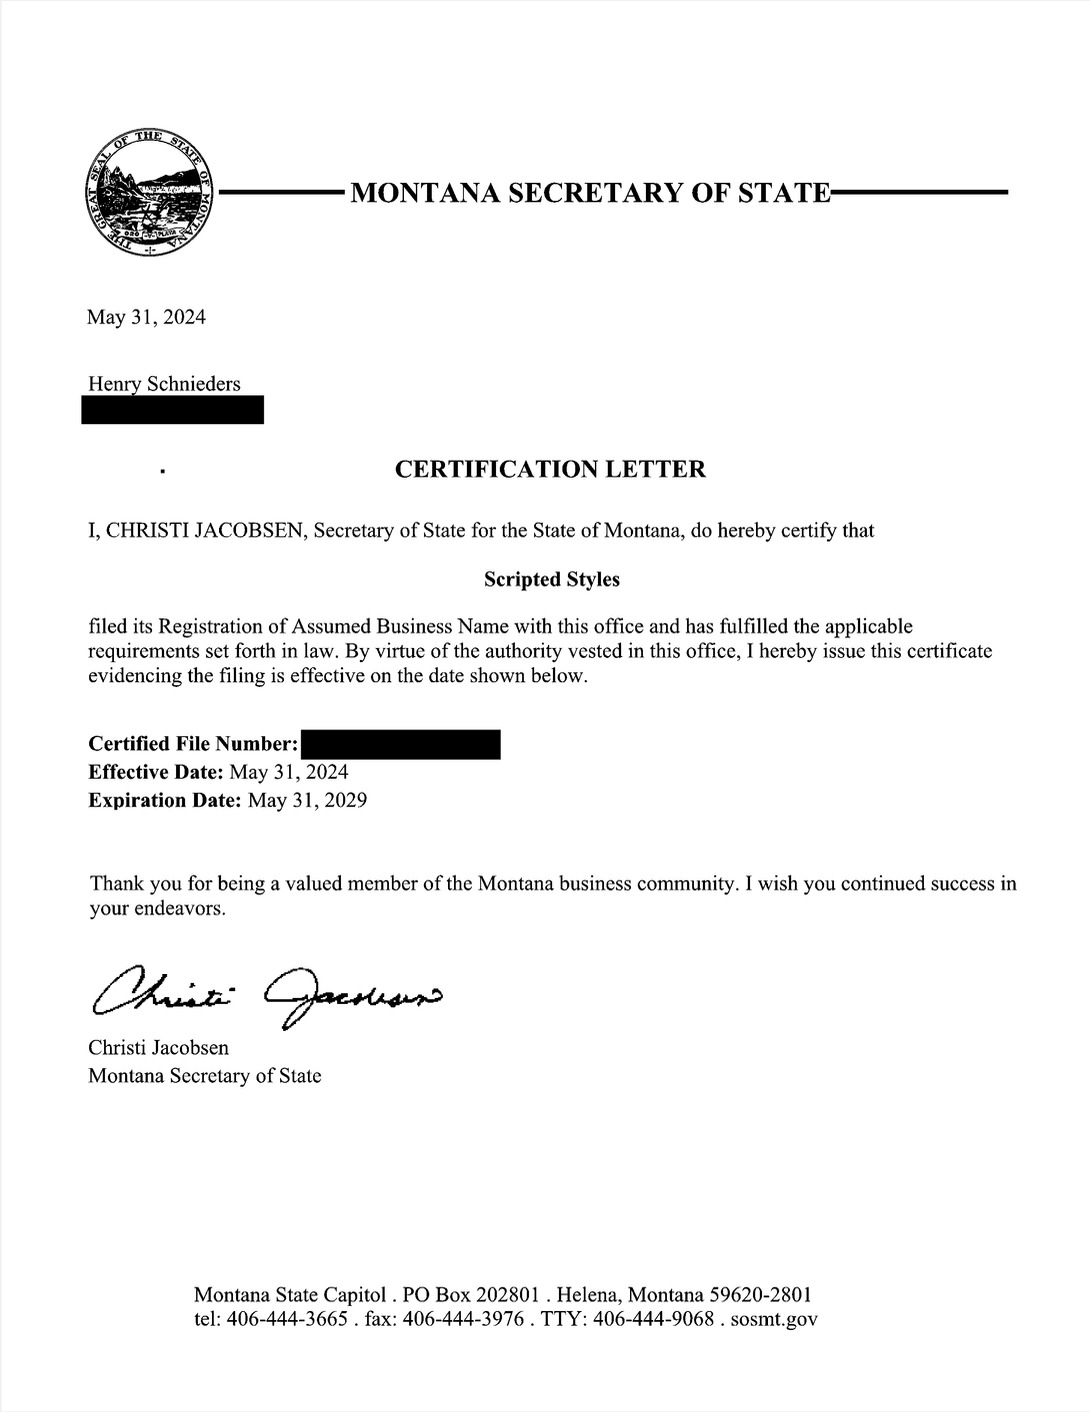 THE GREAT SEAL OF THE STATE OF MONTANA
ORO Y PLATA
MONTANA SECRETARY OF STATE
May 31, 2024
Henry Schnieders
CERTIFICATION LETTER
I, CHRISTI JACOBSEN, Secretary of State for the State of Montana, do hereby certify that
Scripted Styles
filed its Registration of Assumed Business Name with this office and has fulfilled the applicable
requirements set forth in law. By virtue of the authority vested in this office, I hereby issue this certificate
evidencing the filing is effective on the date shown below.
Certified File Number:
Effective Date: May 31, 2024
Expiration Date: May 31, 2029
Thank you for being a valued member of the Montana business community. I wish you continued success in
your endeavors.
Christi Jacobsen
Christi Jacobsen
Montana Secretary of State
Montana State Capitol . PO Box 202801 . Helena, Montana 59620-2801
tel: 406-444-3665 . fax: 406-444-3976 . TTY: 406-444-9068 . sosmt.gov